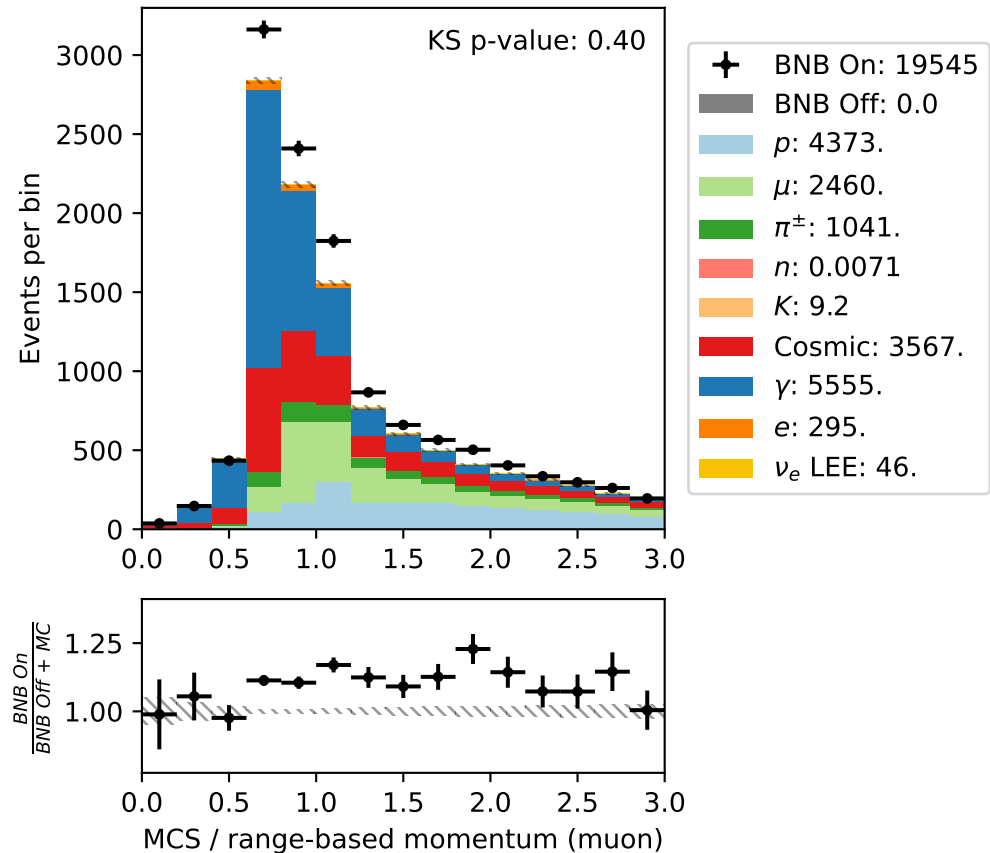 KS p-value: 0.40
Events per bin
3000
2500
2000
1500
1000
500
0
0.0 0.5 1.0 1.5 2.0 2.5 3.0
BNB On: 19545
BNB Off: 0.0
p: 4373.
μ: 2460.
π±: 1041.
n: 0.0071
K: 9.2
Cosmic: 3567.
γ: 5555.
e: 295.
νe LEE: 46.
BNB On
BNB Off + MC
1.25
1.00
0.0 0.5 1.0 1.5 2.0 2.5 3.0
MCS / range-based momentum (muon)